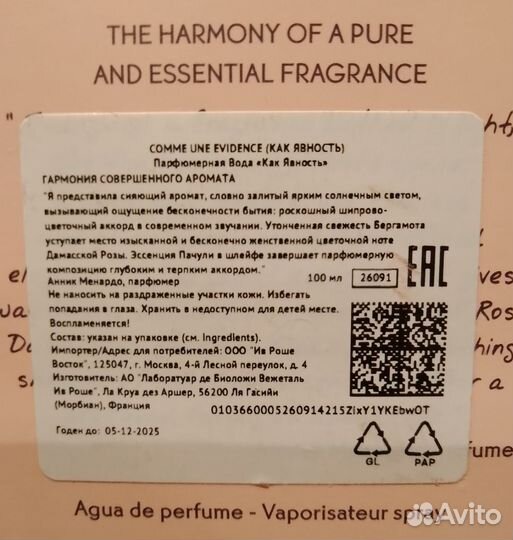 THE HARMONY OF A PURE
AND ESSENTIAL FRAGRANCE
COMME UNE EVIDENCE (КАК ЯВНОСТЬ)
Парфюмерная Вода «Как Явность»
ГАРМОНИЯ СОВЕРШЕННОГО АРОМАТА
"Я представила сияющий аромат, словно залитый ярким солнечным светом,
вызывающий ощущение бесконечности бытия: роскошный шипрово-
цветочный аккорд в современном звучании. Утонченная свежесть Бергамота
уступает место изысканной и бесконечно женственной цветочной ноте
Дамасской Розы. Эссенция Пачули в шлейфе завершает парфюмерную
композицию глубоким и терпким аккордом."
Анник Менардо, парфюмер
100 мл 26091
EAC
Не наносить на раздраженные участки кожи. Избегать
попадания в глаза. Хранить в недоступном для детей месте.
Воспламеняется!
Состав: указан на упаковке (см. Ingredients).
Импортер/Адрес для потребителей: ООО "Ив Роше
Восток", 125047, г. Москва, 4-й Лесной переулок, д. 4
Изготовитель: АО "Лаборатуар де Биоложи Вежеталь
Ив Роше", Ла Круа дез Аршер, 56200 Ля Гасийи
(Морбиан), Франция
0103660005260914215ZlxY1YKEbwOT
Годен до: 05-12-2025
GL PAP
Agua de perfume - Vaporisateur spray
Avito